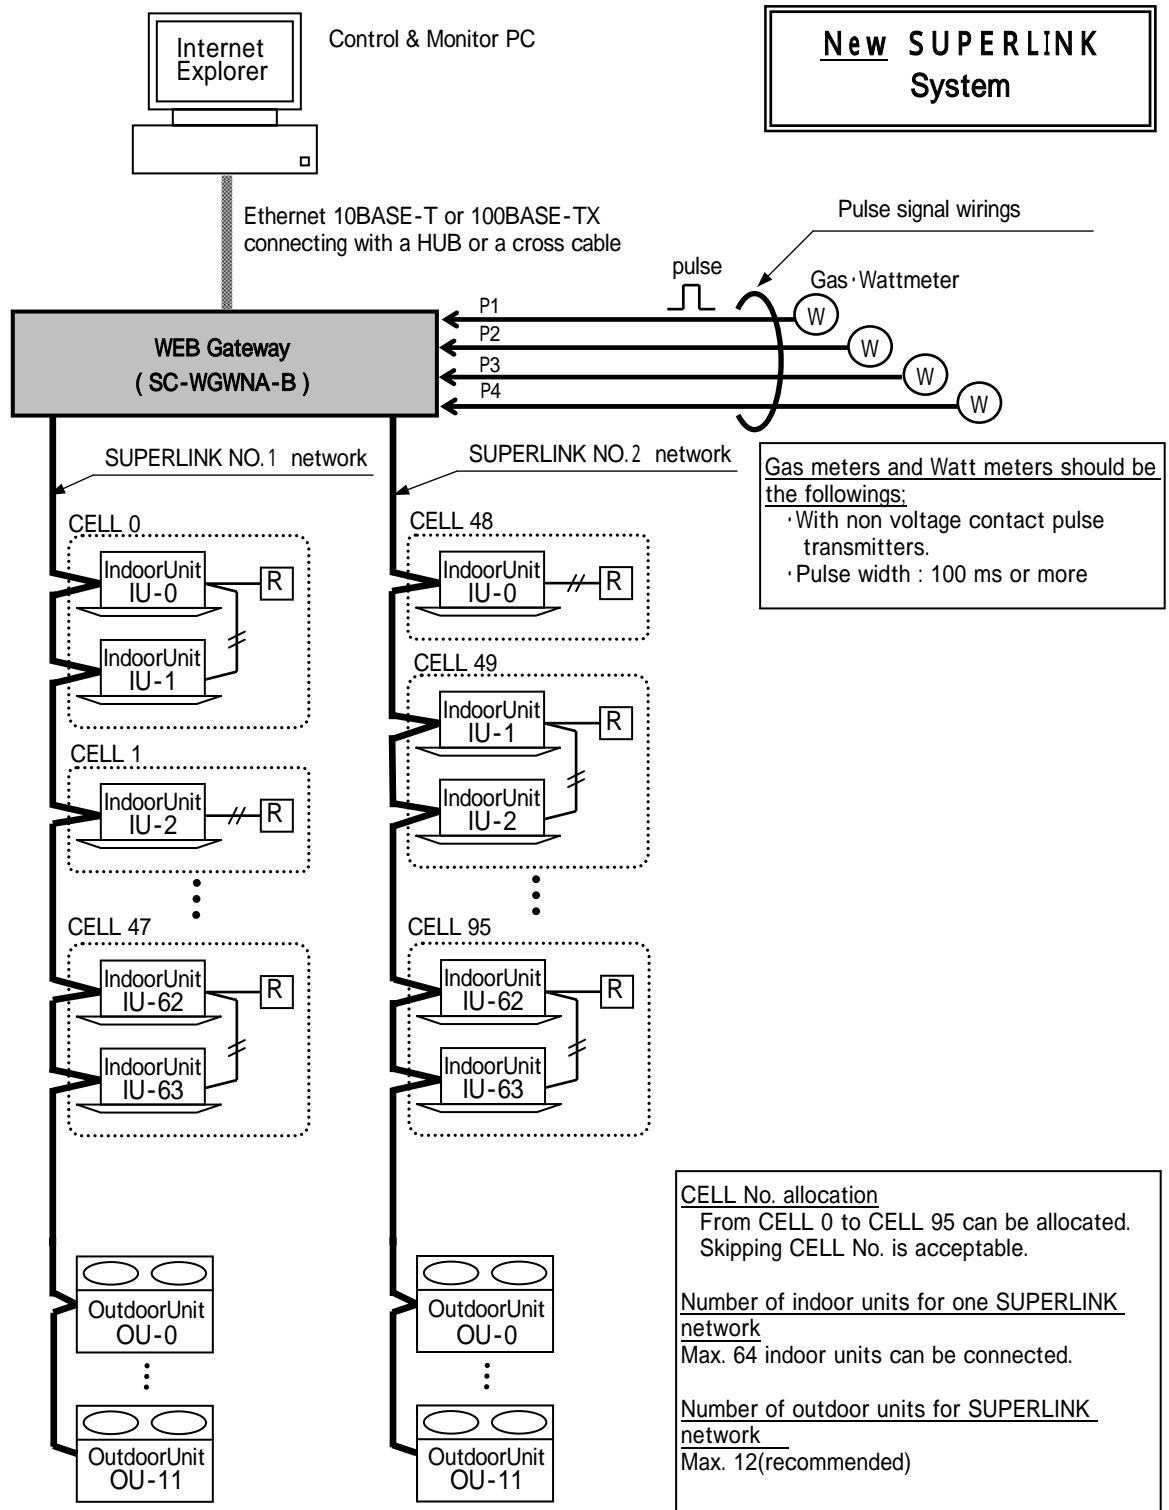 Internet
Explorer
Control & Monitor PC
New SUPERLINK
System
Ethernet 10BASE-T or 100BASE-TX
connecting with a HUB or a cross cable
Pulse signal wirings
pulse
Gas･Wattmeter
P1
W
P2
W
P3
W
P4
W
WEB Gateway
( SC-WGWNA-B )
SUPERLINK NO.1 network
SUPERLINK NO.2 network
Gas meters and Watt meters should be
the followings;
･With non voltage contact pulse
transmitters.
･Pulse width : 100 ms or more
CELL 0
IndoorUnit
IU-0
R
IndoorUnit
IU-1
CELL 1
IndoorUnit
IU-2
R
CELL 47
IndoorUnit
IU-62
R
IndoorUnit
IU-63
OutdoorUnit
OU-0
OutdoorUnit
OU-11
CELL 48
IndoorUnit
IU-0
R
CELL 49
IndoorUnit
IU-1
R
IndoorUnit
IU-2
CELL 95
IndoorUnit
IU-62
R
IndoorUnit
IU-63
OutdoorUnit
OU-0
OutdoorUnit
OU-11
CELL No. allocation
From CELL 0 to CELL 95 can be allocated.
Skipping CELL No. is acceptable.
Number of indoor units for one SUPERLINK
network
Max. 64 indoor units can be connected.
Number of outdoor units for SUPERLINK
network
Max. 12(recommended)